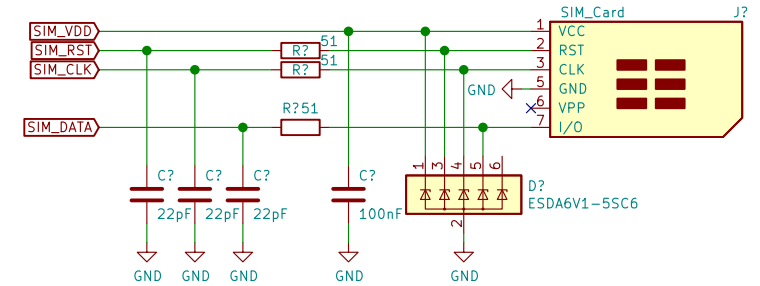 SIM_Card J?
SIM_VDD 1 VCC
SIM_RST R? 51 2 RST
SIM_CLK R? 51 3 CLK
GND 5 GND
6 VPP
R? 51
SIM_DATA 7 I/O
1 3 4 5 6
C? C? C? C? D?
22pF 22pF 22pF 100nF ESDA6V1-5SC6
2
GND GND GND GND GND